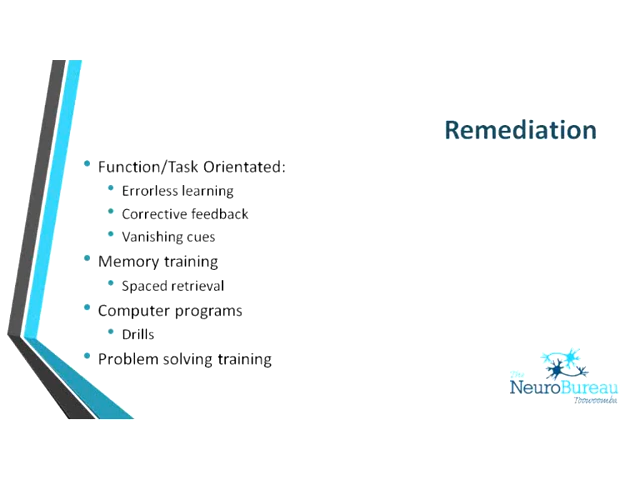 Remediation
• Function/Task Orientated:
• Errorless learning
• Corrective feedback
• Vanishing cues
• Memory training
• Spaced retrieval
• Computer programs
• Drills
• Problem solving training
The
NeuroBureau
Toowoomba